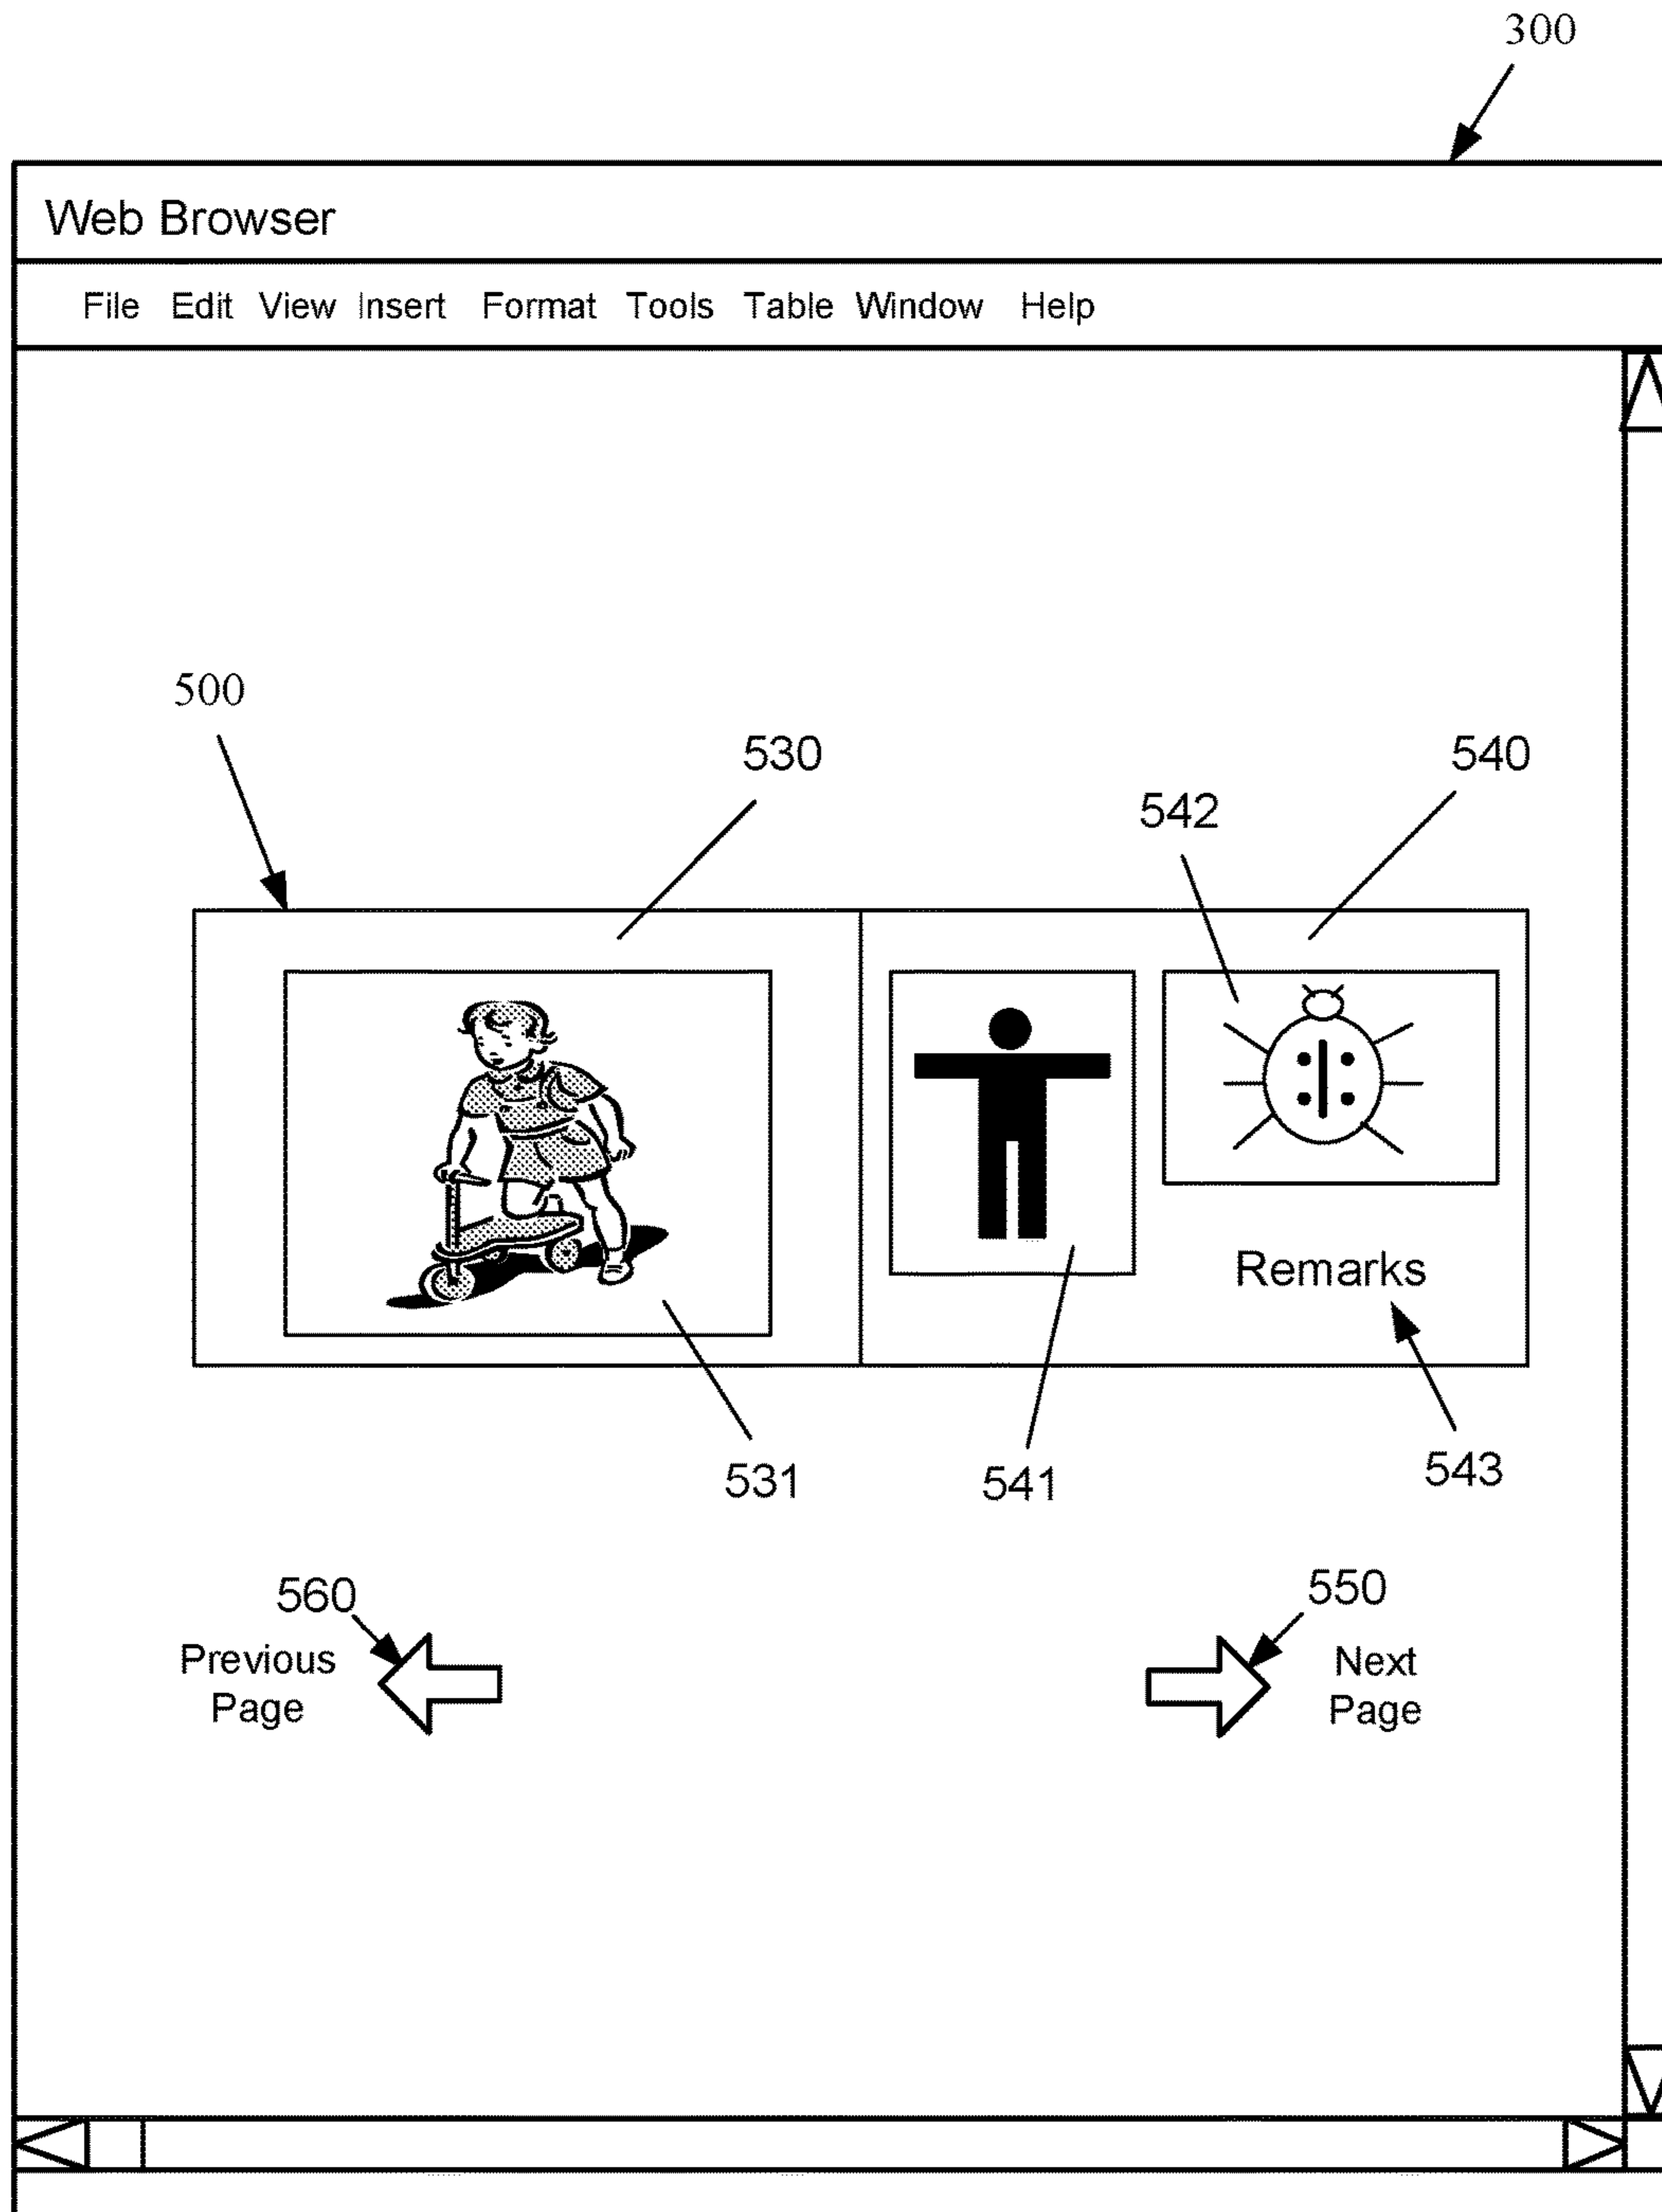 300
Web Browser
File Edit View Insert Format Tools Table Window Help
500
530
540
542
Remarks
531
541
543
560
550
Previous
Page
Next
Page